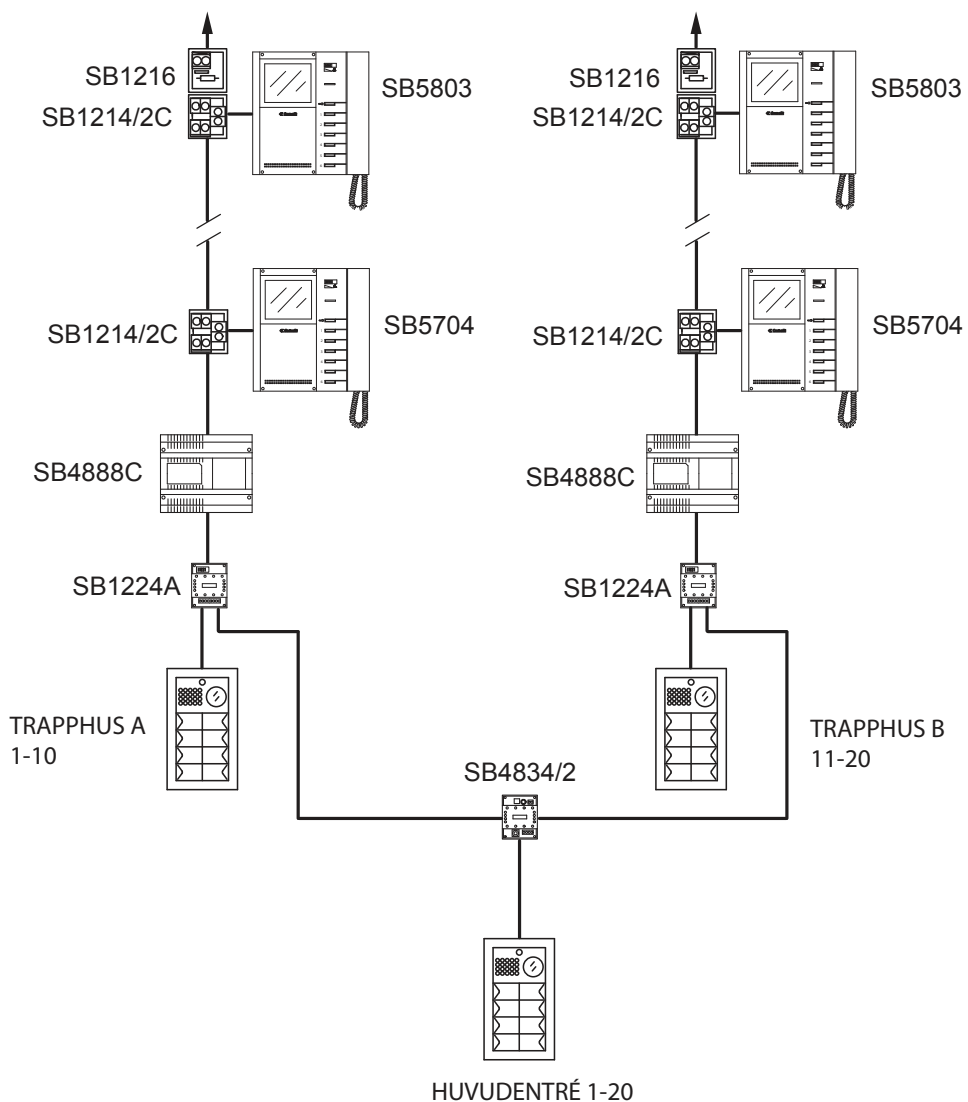 SB1216
SB5803
SB1214/2C
SB1216
SB5803
SB1214/2C
SB1214/2C
SB5704
SB1214/2C
SB5704
SB4888C
SB4888C
SB1224A
SB1224A
TRAPPHUS A
1-10
TRAPPHUS B
11-20
SB4834/2
HUVUDENTRÉ 1-20